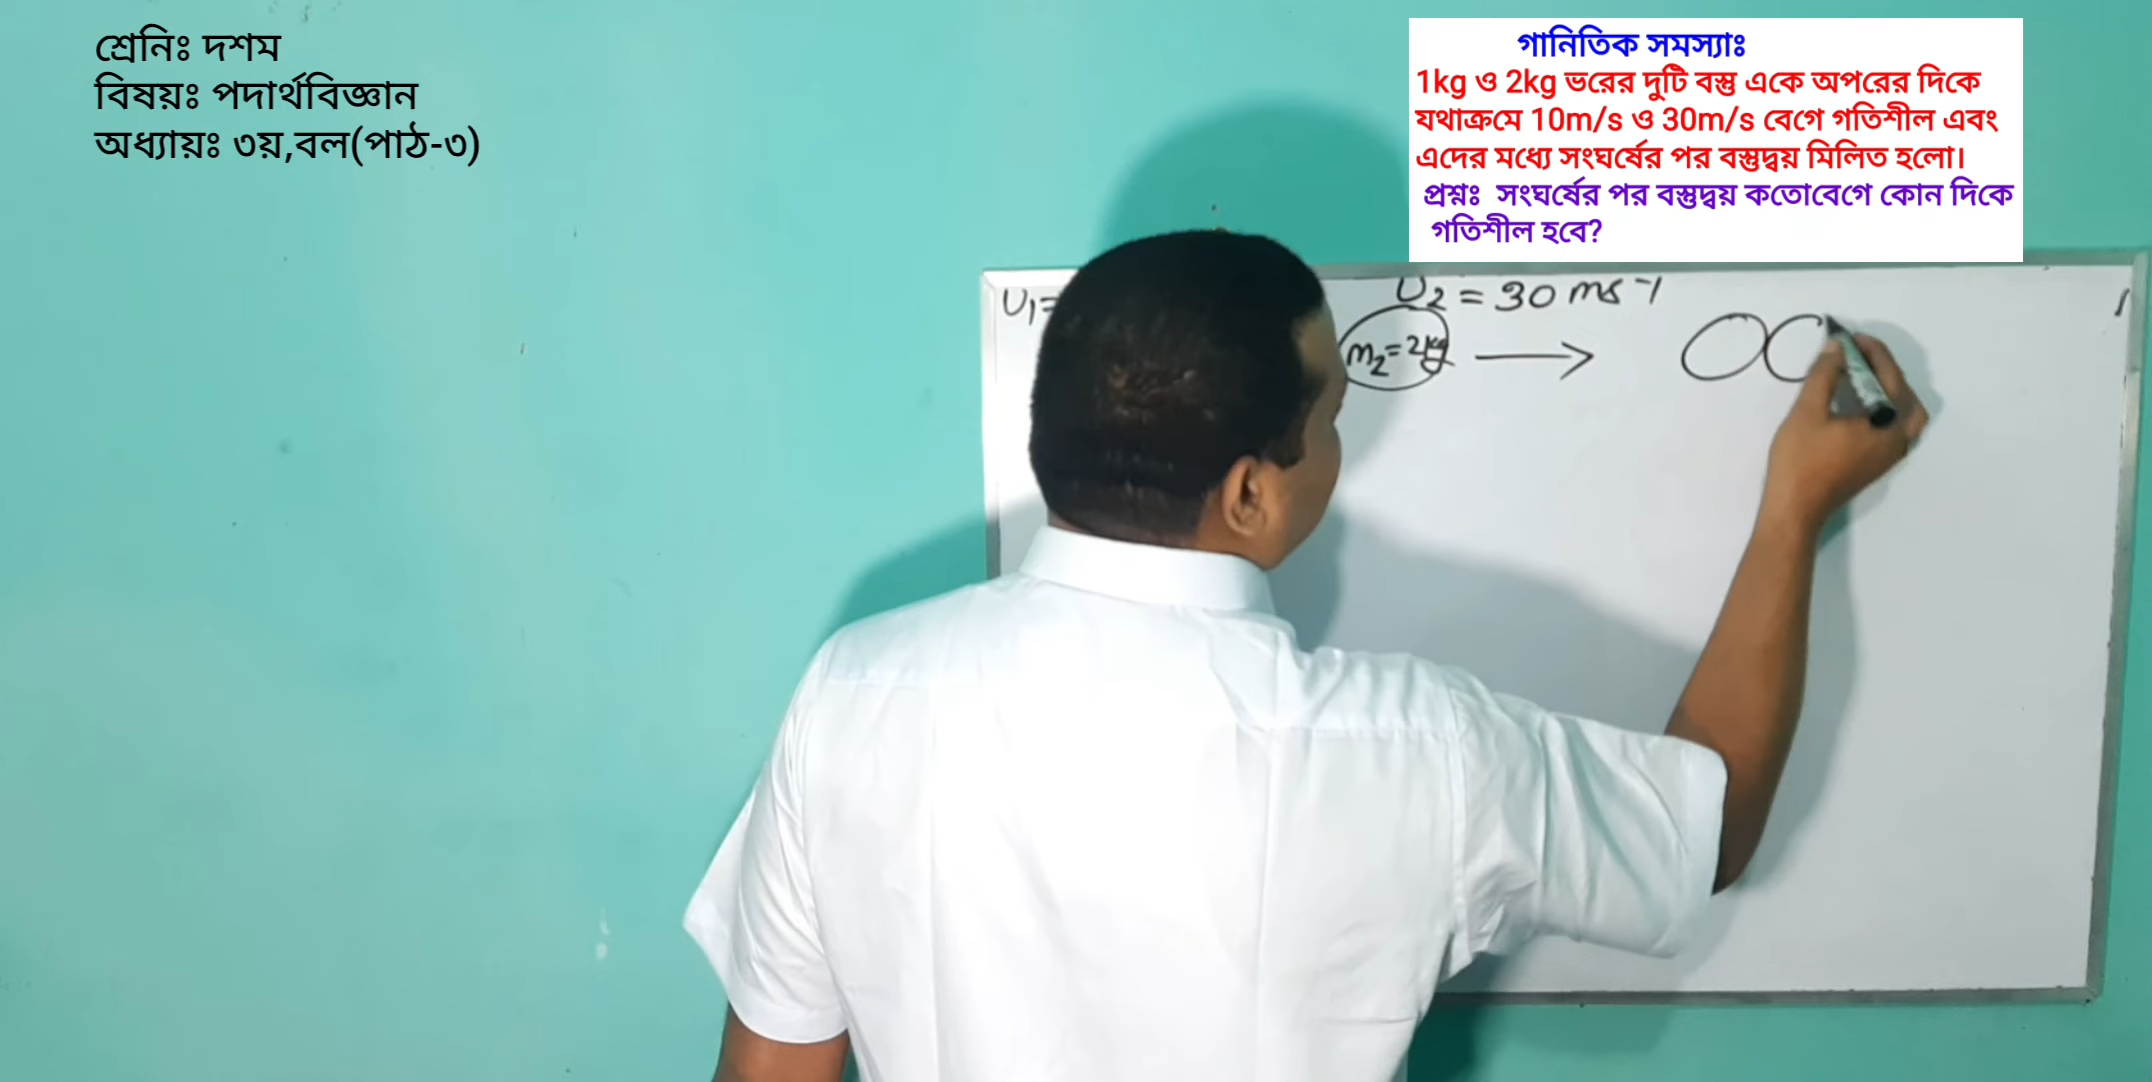 শ্রেনিঃ দশম
বিষয়ঃ পদার্থবিজ্ঞান
অধ্যায়ঃ ৩য়,বল(পাঠ-৩)
গানিতিক সমস্যাঃ
1kg ও 2kg ভরের দুটি বস্তু একে অপরের দিকে
যথাক্রমে 10m/s ও 30m/s বেগে গতিশীল এবং
এদের মধ্যে সংঘর্ষের পর বস্তুদ্বয় মিলিত হলো।
প্রশ্নঃ সংঘর্ষের পর বস্তুদ্বয় কতোবেগে কোন দিকে
গতিশীল হবে?
U₁=
U₂ = 30 ms⁻¹
m₂=2kg